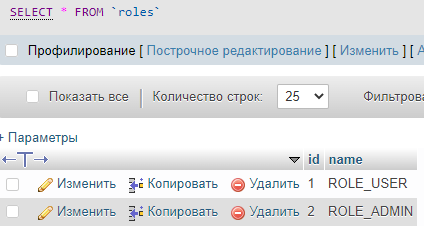 SELECT * FROM `roles`
Профилирование [ Построчное редактирование ] [ Изменить ] [
Показать все Количество строк: 25
+ Параметры
id name
Изменить Копировать Удалить 1 ROLE_USER
Изменить Копировать Удалить 2 ROLE_ADMIN